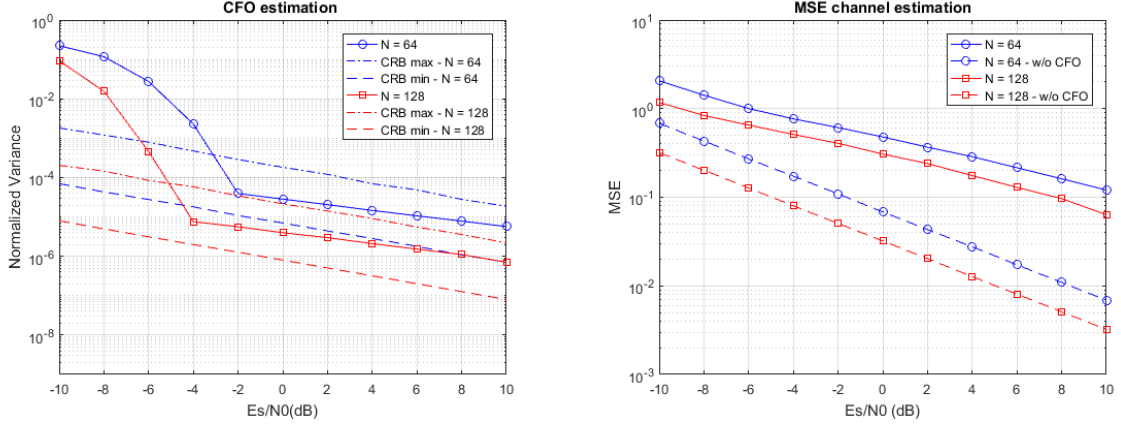 CFO estimation
10^0
10^-2
10^-4
10^-6
10^-8
Normalized Variance
-10 -8 -6 -4 -2 0 2 4 6 8 10
Es/N0(dB)
N = 64
CRB max - N = 64
CRB min - N = 64
N = 128
CRB max - N = 128
CRB min - N = 128
MSE channel estimation
10^1
10^0
10^-1
10^-2
10^-3
MSE
-10 -8 -6 -4 -2 0 2 4 6 8 10
Es/N0 (dB)
N = 64
N = 64 - w/o CFO
N = 128
N = 128 - w/o CFO